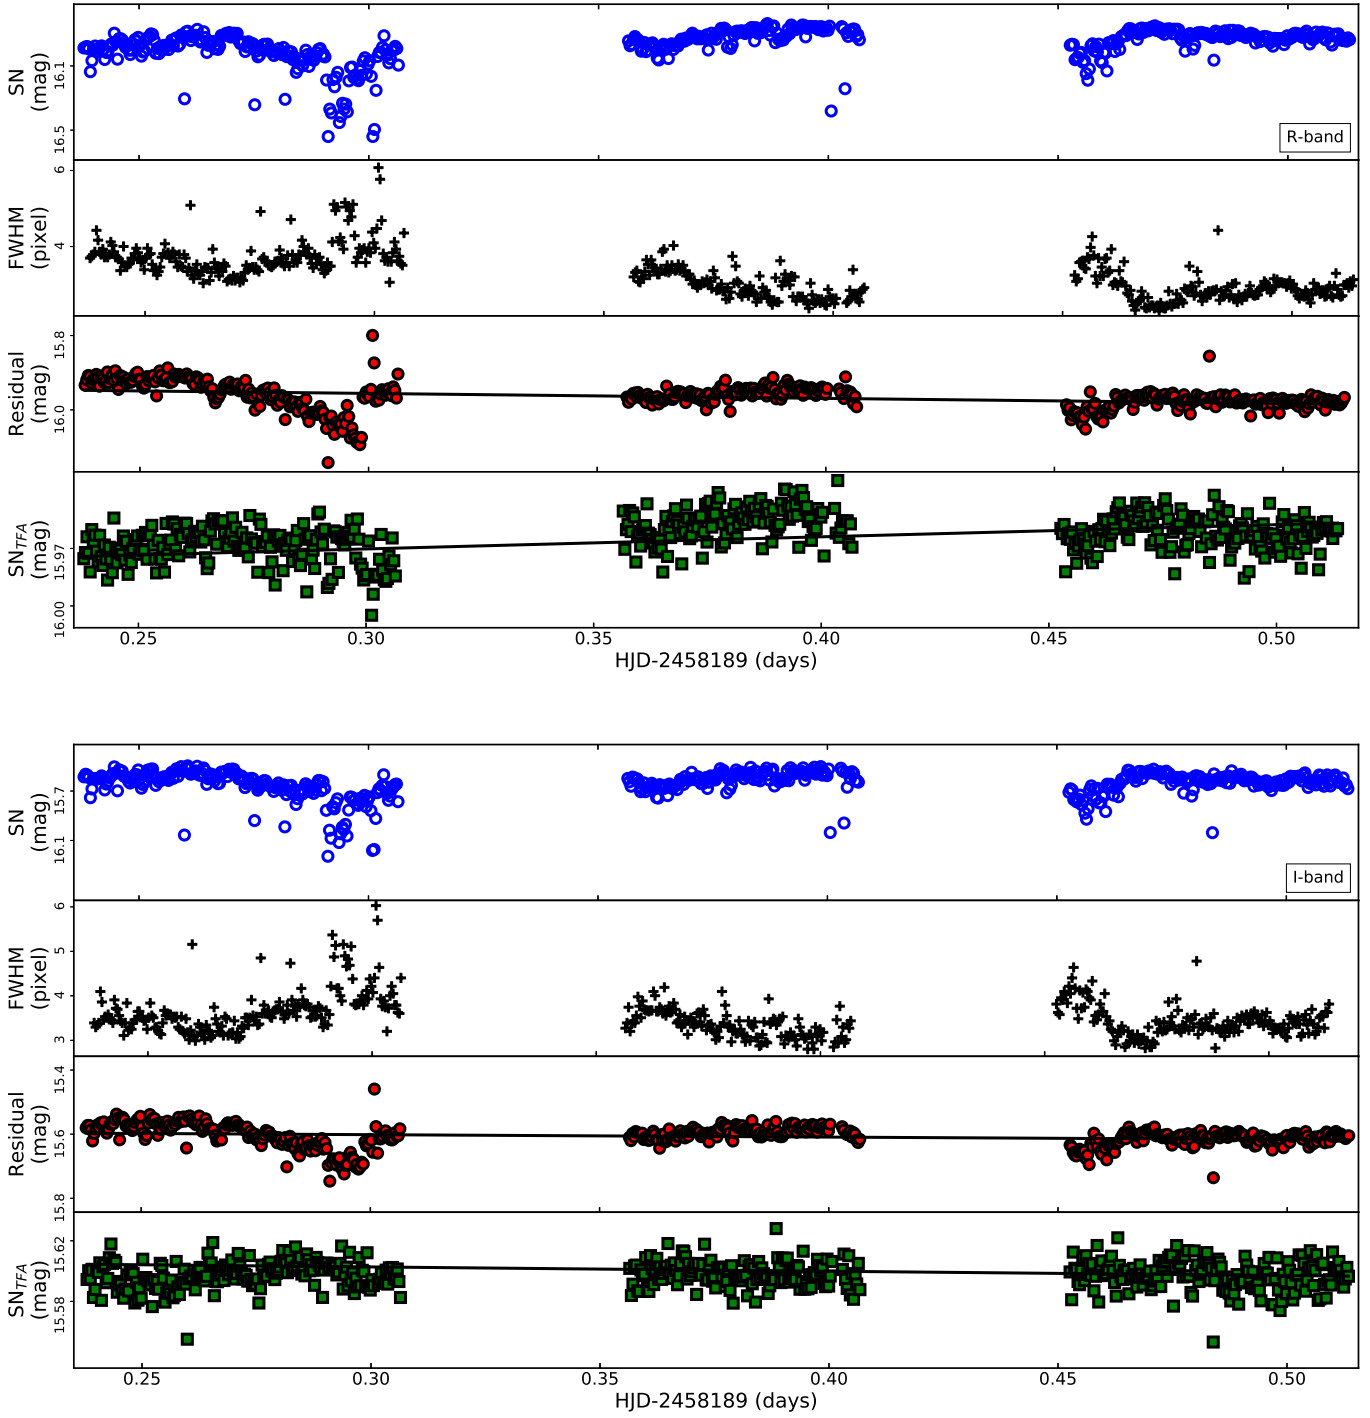 SN
(mag)
16.1
16.5
R-band
FWHM
(pixel)
6
4
Residual
(mag)
15.8
16.0
SN_TFA
(mag)
15.97
16.00
0.25 0.30 0.35 0.40 0.45 0.50
HJD-2458189 (days)
SN
(mag)
15.7
16.1
I-band
FWHM
(pixel)
6
5
4
3
Residual
(mag)
15.4
15.6
15.8
SN_TFA
(mag)
15.62
15.58
0.25 0.30 0.35 0.40 0.45 0.50
HJD-2458189 (days)